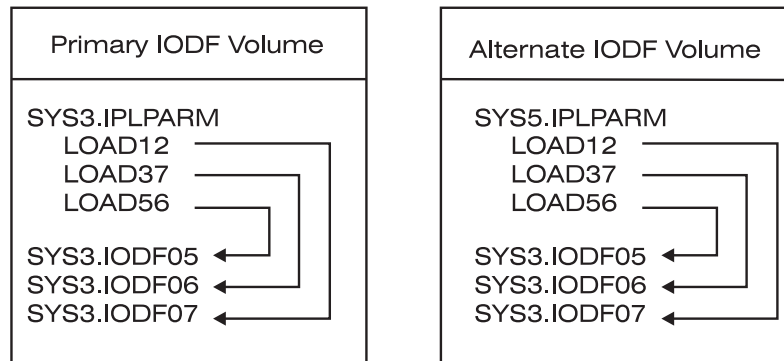 Primary IODF Volume
SYS3.IPLPARM
LOAD12
LOAD37
LOAD56
SYS3.IODF05
SYS3.IODF06
SYS3.IODF07
Alternate IODF Volume
SYS5.IPLPARM
LOAD12
LOAD37
LOAD56
SYS3.IODF05
SYS3.IODF06
SYS3.IODF07